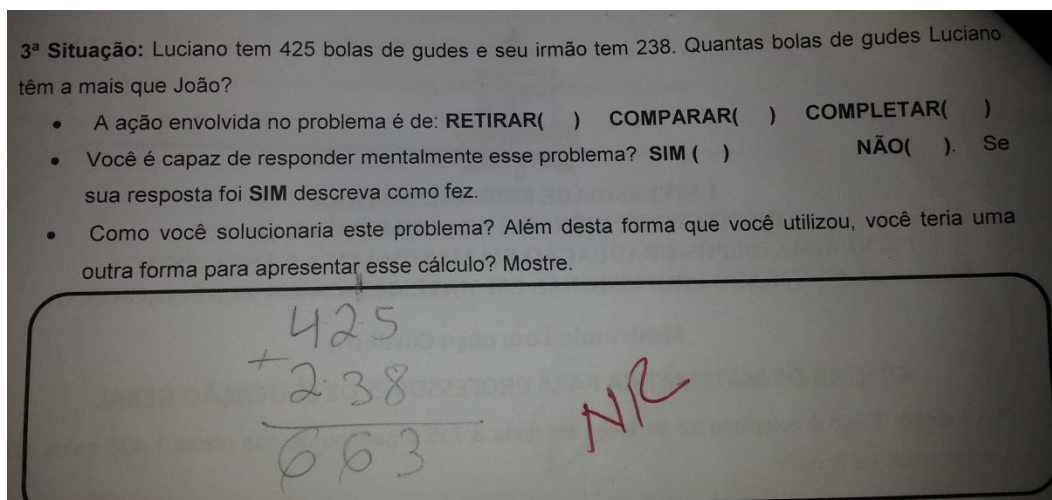 3ª Situação: Luciano tem 425 bolas de gudes e seu irmão tem 238. Quantas bolas de gudes Luciano
têm a mais que João?
• A ação envolvida no problema é de: RETIRAR( ) COMPARAR( ) COMPLETAR( )
• Você é capaz de responder mentalmente esse problema? SIM ( ) NÃO( ). Se
sua resposta foi SIM descreva como fez.
• Como você solucionaria este problema? Além desta forma que você utilizou, você teria uma
outra forma para apresentar esse cálculo? Mostre.
1
425
+ 238
663
NR